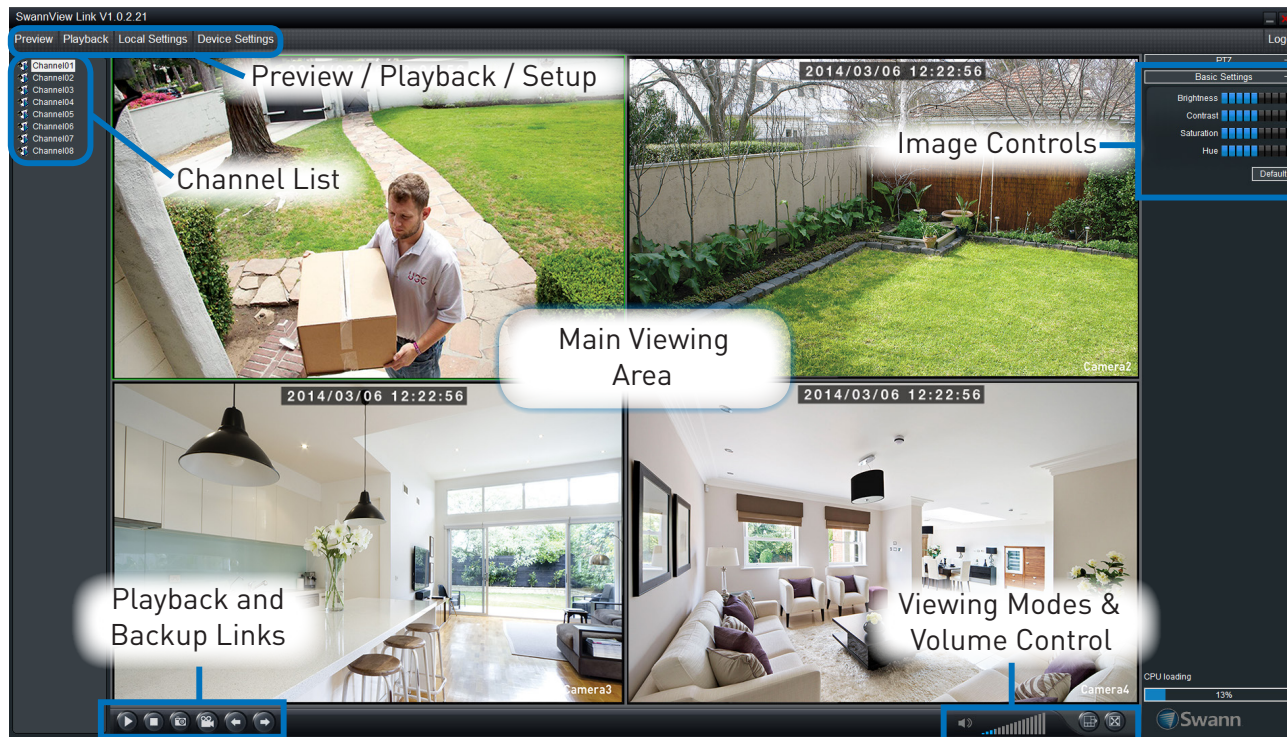 SwannView Link V1.0.2.21
Preview Playback Local Settings Device Settings
Log
Channel01
Channel02
Channel03
Channel04
Channel05
Channel06
Channel07
Channel08
Preview / Playback / Setup
Channel List
UGC
2014/03/06 12:22:56
Image Controls
Camera2
PTZ
Basic Settings
Brightness
Contrast
Saturation
Hue
Default
Main Viewing
Area
2014/03/06 12:22:56
Playback and
Backup Links
Camera3
2014/03/06 12:22:56
Viewing Modes &
Volume Control
Camera4
CPU loading
13%
Swann